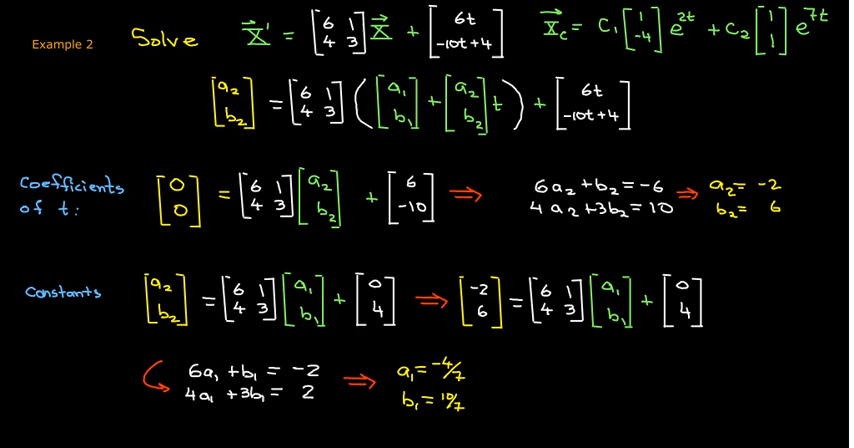 Example 2 Solve X⃗' = [6 1; 4 3] X⃗ + [6t; -10t+4] X⃗c = C₁ [1; -4] e^2t + C₂ [1; 1] e^7t
[a₂; b₂] = [6 1; 4 3] ( [a₁; b₁] + [a₂; b₂] t ) + [6t; -10t+4]
Coefficients of t: [0; 0] = [6 1; 4 3] [a₂; b₂] + [6; -10] ⇒ 6a₂ + b₂ = -6 ⇒ a₂ = -2
4a₂ + 3b₂ = 10 b₂ = 6
Constants [a₂; b₂] = [6 1; 4 3] [a₁; b₁] + [0; 4] ⇒ [-2; 6] = [6 1; 4 3] [a₁; b₁] + [0; 4]
6a₁ + b₁ = -2 ⇒ a₁ = -4/7
4a₁ + 3b₁ = 2 b₁ = 10/7